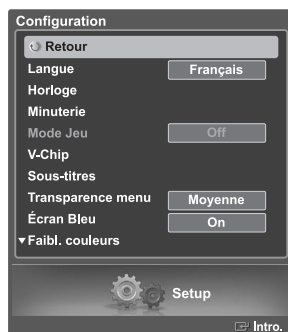 Configuration
Retour
Langue Français
Horloge
Minuterie
Mode Jeu Off
V-Chip
Sous-titres
Transparence menu Moyenne
Écran Bleu On
▼Faibl. couleurs
Setup
Intro.